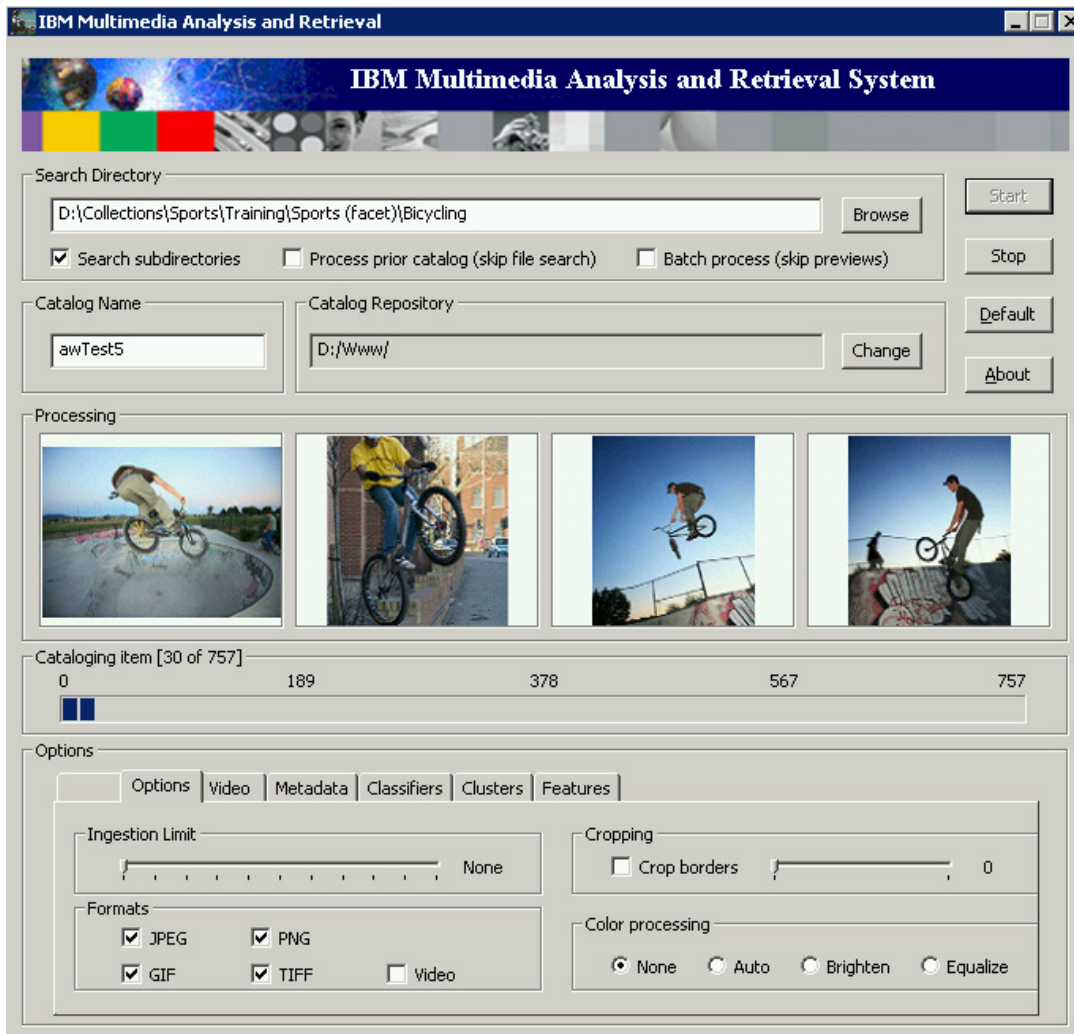 IBM Multimedia Analysis and Retrieval
IBM Multimedia Analysis and Retrieval System
Search Directory
D:\Collections\Sports\Training\Sports (facet)\Bicycling
Browse
Start
Search subdirectories Process prior catalog (skip file search) Batch process (skip previews)
Stop
Catalog Name
awTest5
Catalog Repository
D:/Www/
Change
Default
About
Processing
Cataloging item [30 of 757]
0 189 378 567 757
Options
Options Video Metadata Classifiers Clusters Features
Ingestion Limit
None
Cropping
Crop borders 0
Formats
JPEG PNG
GIF TIFF Video
Color processing
None Auto Brighten Equalize